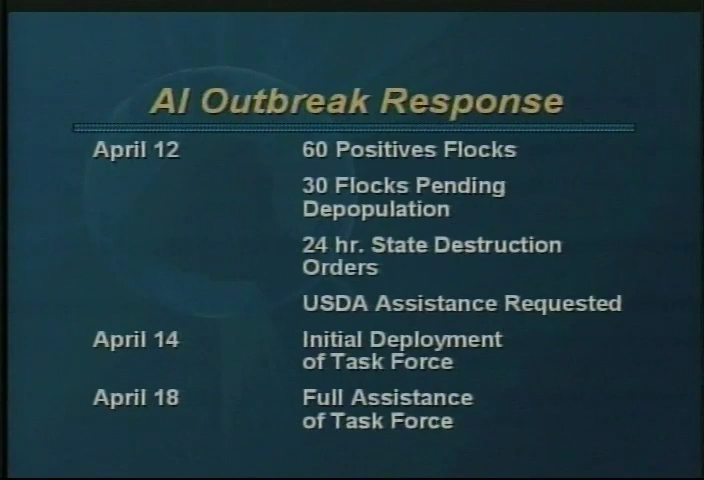 AI Outbreak Response
April 12 60 Positives Flocks
30 Flocks Pending
Depopulation
24 hr. State Destruction
Orders
USDA Assistance Requested
April 14 Initial Deployment
of Task Force
April 18 Full Assistance
of Task Force